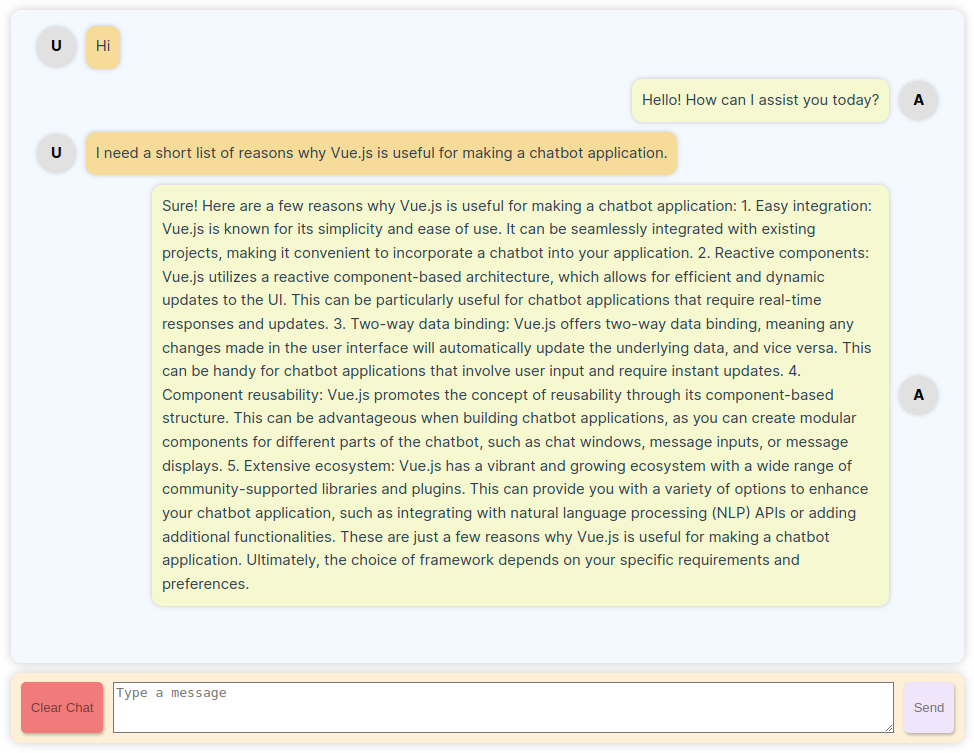 U
Hi
Hello! How can I assist you today?
A
U
I need a short list of reasons why Vue.js is useful for making a chatbot application.
Sure! Here are a few reasons why Vue.js is useful for making a chatbot application: 1. Easy integration:
Vue.js is known for its simplicity and ease of use. It can be seamlessly integrated with existing
projects, making it convenient to incorporate a chatbot into your application. 2. Reactive components:
Vue.js utilizes a reactive component-based architecture, which allows for efficient and dynamic
updates to the UI. This can be particularly useful for chatbot applications that require real-time
responses and updates. 3. Two-way data binding: Vue.js offers two-way data binding, meaning any
changes made in the user interface will automatically update the underlying data, and vice versa. This
can be handy for chatbot applications that involve user input and require instant updates. 4.
Component reusability: Vue.js promotes the concept of reusability through its component-based
structure. This can be advantageous when building chatbot applications, as you can create modular
components for different parts of the chatbot, such as chat windows, message inputs, or message
displays. 5. Extensive ecosystem: Vue.js has a vibrant and growing ecosystem with a wide range of
community-supported libraries and plugins. This can provide you with a variety of options to enhance
your chatbot application, such as integrating with natural language processing (NLP) APIs or adding
additional functionalities. These are just a few reasons why Vue.js is useful for making a chatbot
application. Ultimately, the choice of framework depends on your specific requirements and
preferences.
A
Clear Chat
Type a message
Send